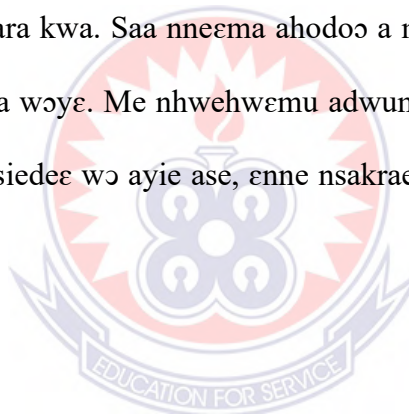 ara kwa. Saa nneɛma ahodoɔ a n
a wɔyɛ. Me nhwehwɛmu adwun
siedeɛ wɔ ayie ase, ɛnne nsakrae
EDUCATION FOR SERVICE